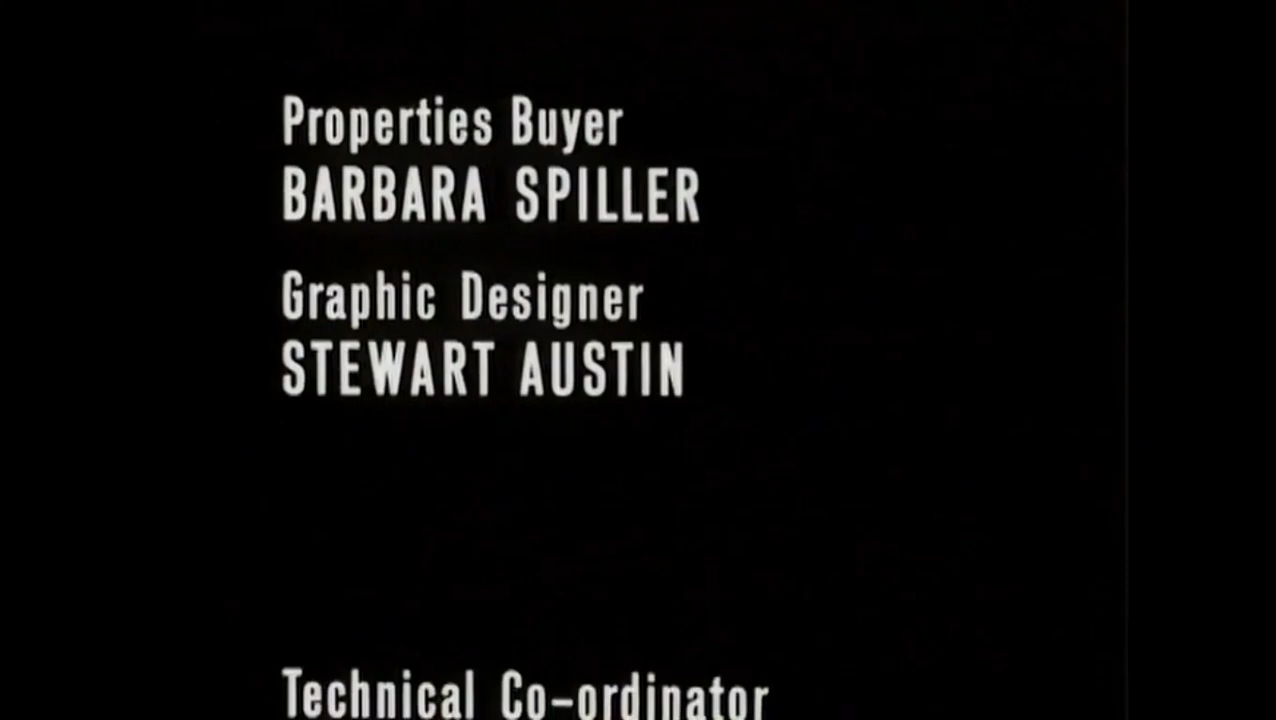 Properties Buyer
BARBARA SPILLER
Graphic Designer
STEWART AUSTIN
Technical Co-ordinator